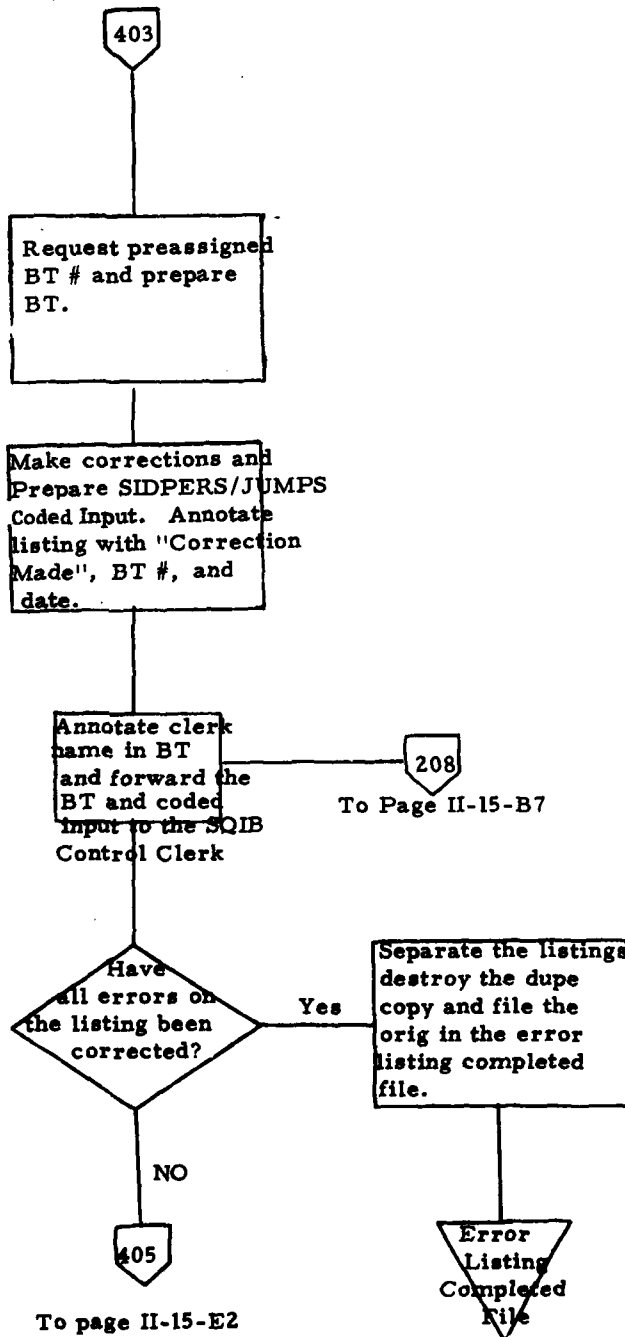 403
Request preassigned
BT # and prepare
BT.
Make corrections and
Prepare SIDPERS/JUMPS
Coded Input. Annotate
listing with "Correction
Made", BT #, and
date.
Annotate clerk
name in BT
and forward the
BT and coded
input to the SQIB
Control Clerk
208
To Page II-15-B7
Have
all errors on
the listing been
corrected?
Yes
Separate the listings
destroy the dupe
copy and file the
orig in the error
listing completed
file.
NO
405
To page II-15-E2
Error
Listing
Completed
File